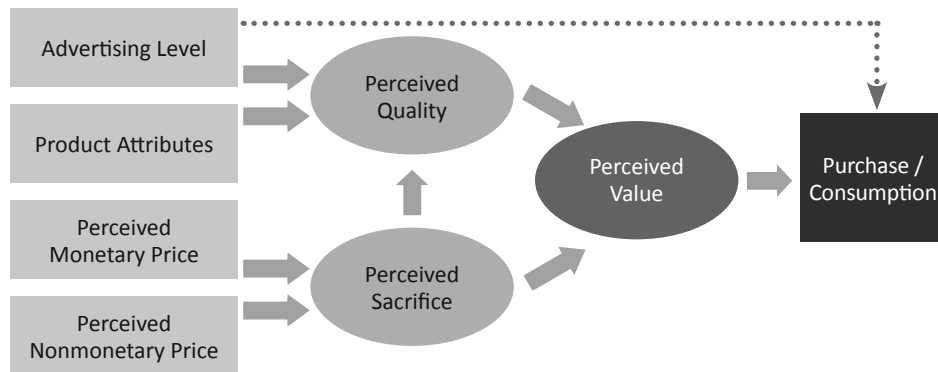 Advertising Level
Product Attributes
Perceived
Monetary Price
Perceived
Nonmonetary Price
Perceived
Quality
Perceived
Sacrifice
Perceived
Value
Purchase /
Consumption